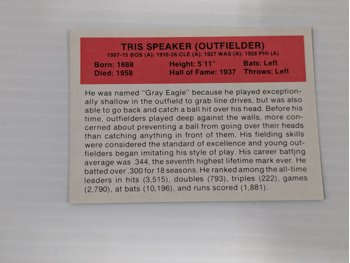 TRIS SPEAKER (OUTFIELDER)
1907-15 BOS (A); 1916-26 CLE (A); 1927 WAS (A); 1928 PHI (A)
Born: 1888 Height: 5'11" Bats: Left
Died: 1958 Hall of Fame: 1937 Throws: Left
He was named "Gray Eagle" because he played exception-
ally shallow in the outfield to grab line drives, but was also
able to go back and catch a ball hit over his head. Before his
time, outfielders played deep against the walls, more con-
cerned about preventing a ball from going over their heads
than catching anything in front of them. His fielding skills
were considered the standard of excellence and young out-
fielders began imitating his style of play. His career batting
average was .344, the seventh highest lifetime mark ever. He
batted over .300 for 18 seasons. He ranked among the all-time
leaders in hits (3,515), doubles (793), triples (222), games
(2,790), at bats (10,196), and runs scored (1,881).